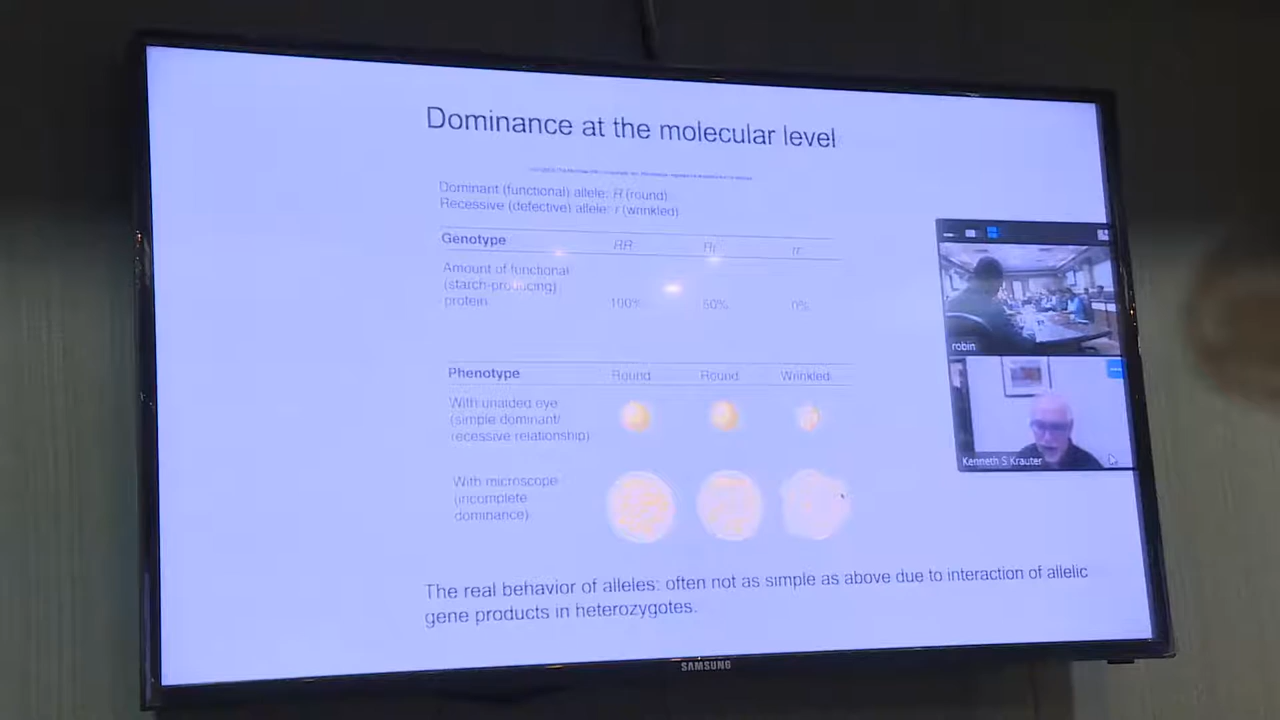 Dominance at the molecular level
Dominant (functional) allele: R (round)
Recessive (defective) allele: r (wrinkled)
Genotype RR Rr rr
Amount of functional
(starch-producing)
protein 100% 50% 0%
Phenotype Round Round Wrinkled
With unaided eye
(simple dominant/
recessive relationship)
With microscope
(incomplete
dominance)
The real behavior of alleles: often not as simple as above due to interaction of allelic
gene products in heterozygotes.
robin
Kenneth S Krauter
SAMSUNG